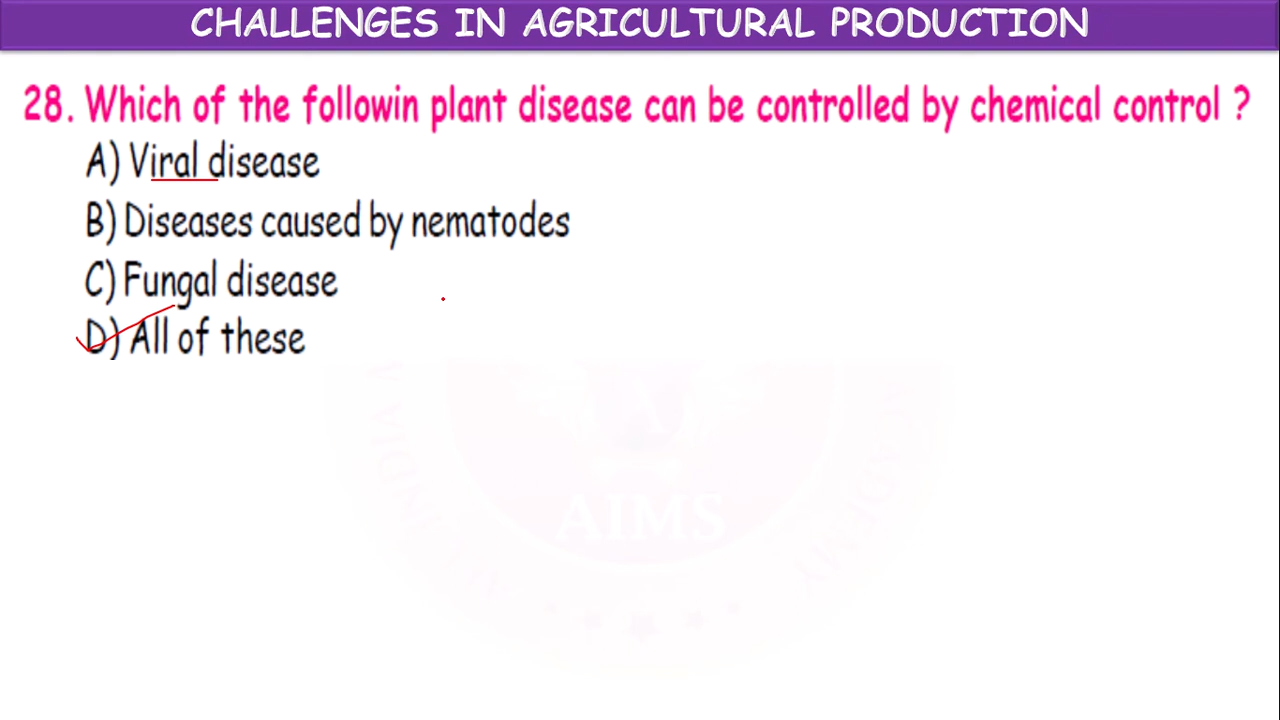 CHALLENGES IN AGRICULTURAL PRODUCTION
28. Which of the followin plant disease can be controlled by chemical control ?
A) Viral disease
B) Diseases caused by nematodes
C) Fungal disease
D) All of these
AIMS